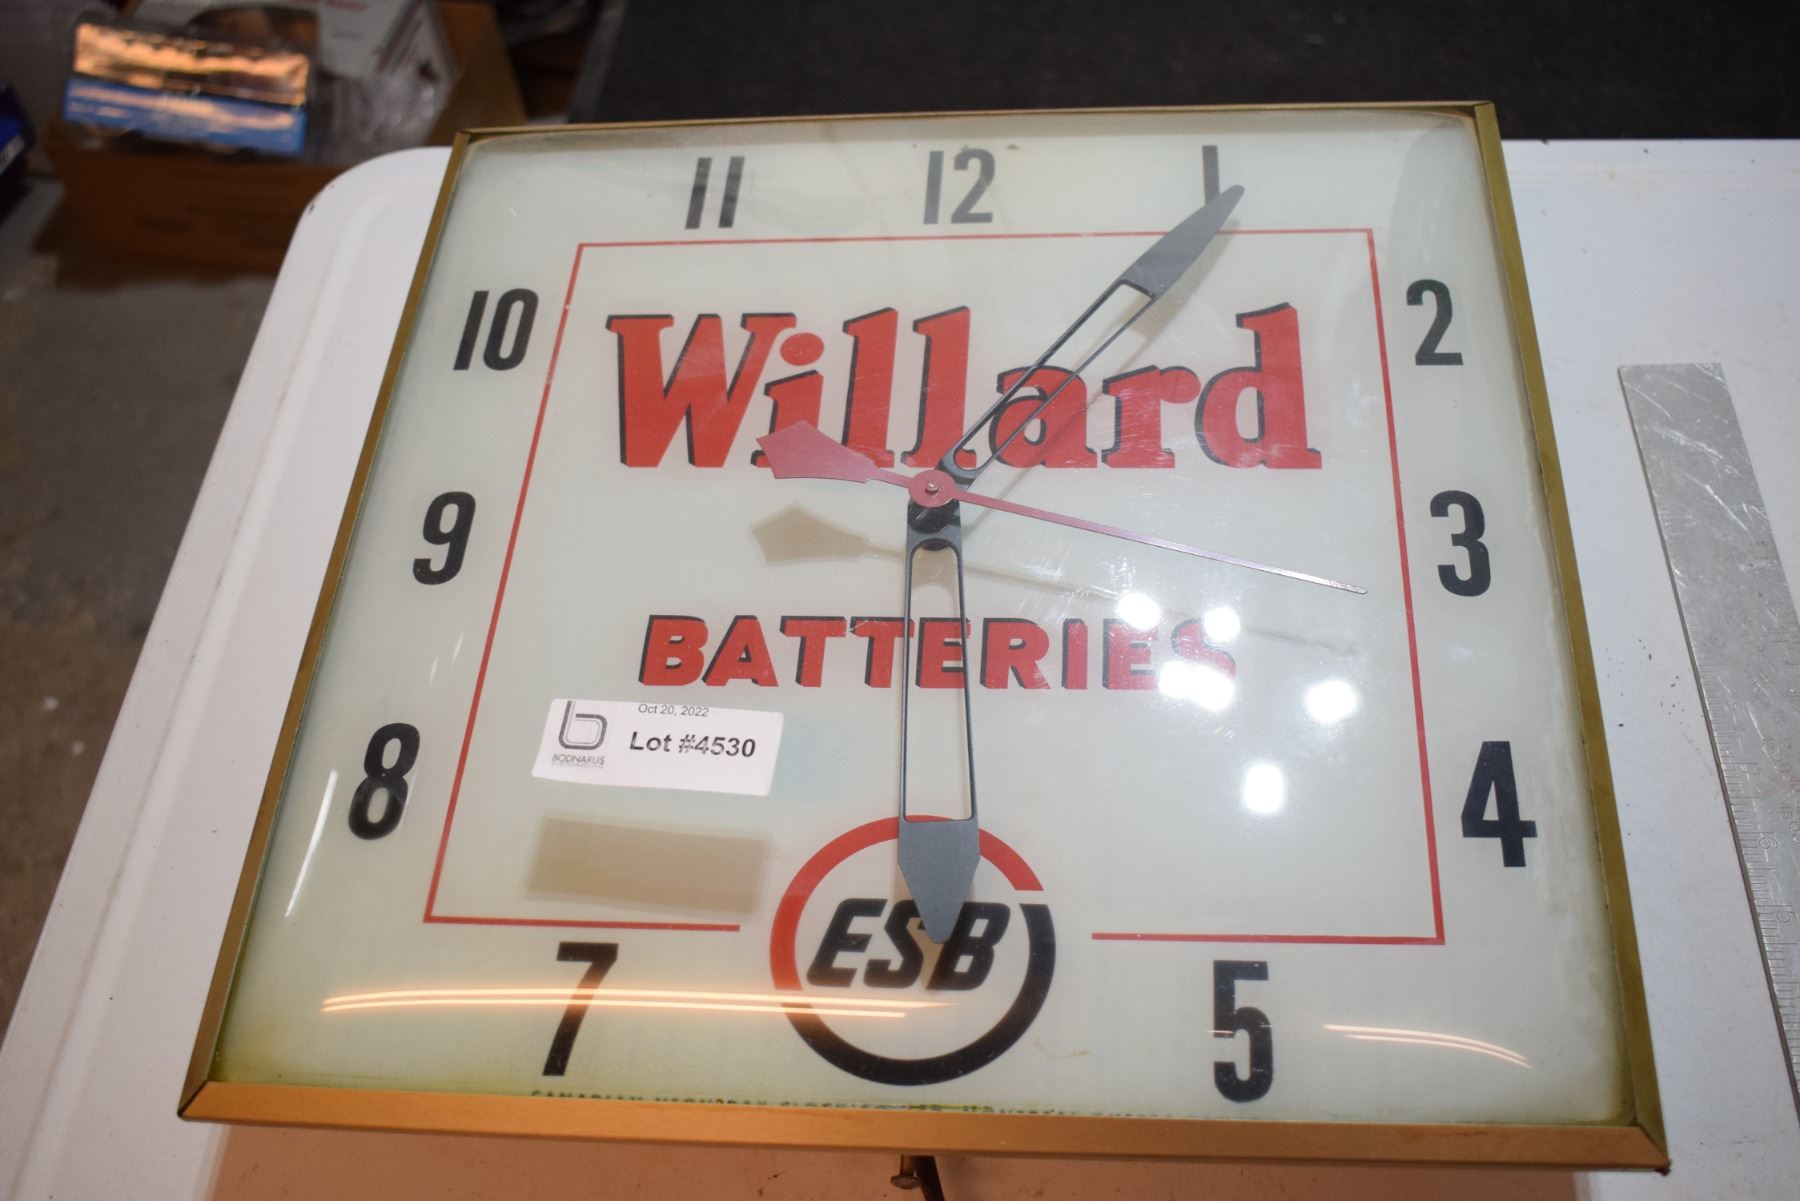 11 12 1
10 2
Willard
9 3
BATTERIES
Oct 20, 2022
Lot #4530
BODNARUS
8 4
ESB
7 5
CANADIAN